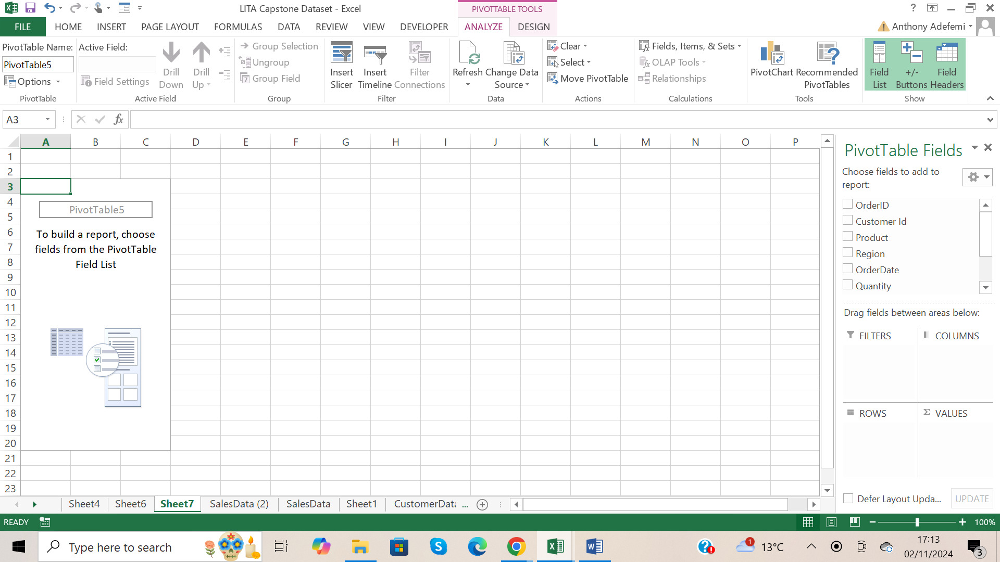 LITA Capstone Dataset - Excel
PIVOTTABLE TOOLS
?
FILE HOME INSERT PAGE LAYOUT FORMULAS DATA REVIEW VIEW DEVELOPER ANALYZE DESIGN
Anthony Adefemi
PivotTable Name:
PivotTable5
Options
PivotTable
Active Field:
Field Settings
Drill Down
Drill Up
Active Field
Group Selection
Ungroup
Group Field
Group
Insert Slicer
Insert Timeline
Filter Connections
Filter
Refresh
Change Data Source
Data
Clear
Select
Move PivotTable
Actions
Fields, Items, & Sets
OLAP Tools
Relationships
Calculations
PivotChart
Recommended PivotTables
Tools
Field List
+/- Buttons
Field Headers
Show
A3
fx
A B C D E F G H I J K L M N O P
1
2
3
4
5
6
7
8
9
10
11
12
13
14
15
16
17
18
19
20
21
22
23
PivotTable5
To build a report, choose
fields from the PivotTable
Field List
PivotTable Fields
Choose fields to add to
report:
OrderID
Customer Id
Product
Region
OrderDate
Quantity
Drag fields between areas below:
FILTERS
COLUMNS
ROWS
Σ VALUES
Defer Layout Upda...
UPDATE
Sheet4 Sheet6 Sheet7 SalesData (2) SalesData Sheet1 CustomerData ...
READY
100%
Type here to search
1
13°C
17:13
02/11/2024
3